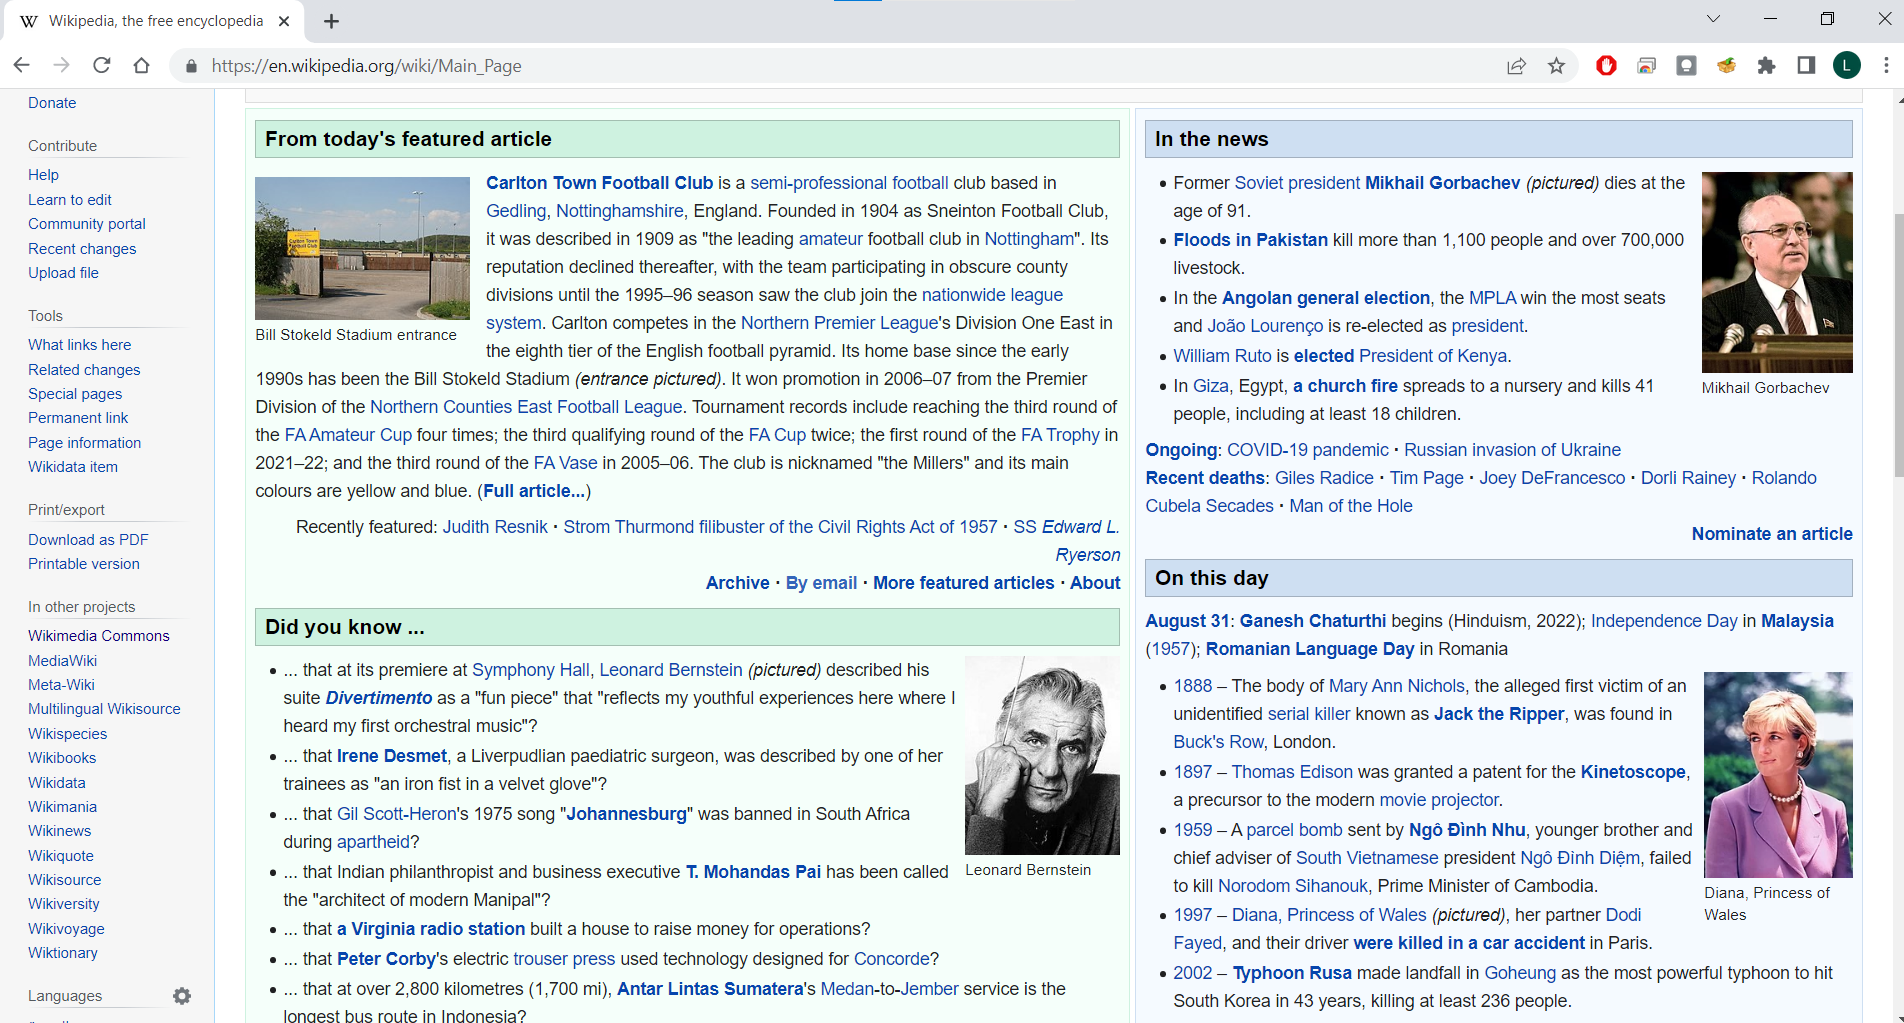 Wikipedia, the free encyclopedia
https://en.wikipedia.org/wiki/Main_Page
L
Donate
Contribute
Help
Learn to edit
Community portal
Recent changes
Upload file
Tools
What links here
Related changes
Special pages
Permanent link
Page information
Wikidata item
Print/export
Download as PDF
Printable version
In other projects
Wikimedia Commons
MediaWiki
Meta-Wiki
Multilingual Wikisource
Wikispecies
Wikibooks
Wikidata
Wikimania
Wikinews
Wikiquote
Wikisource
Wikiversity
Wikivoyage
Wiktionary
Languages
From today's featured article
Carlton Town
Football Club
Bill Stokeld Stadium entrance
Carlton Town Football Club is a semi-professional football club based in
Gedling, Nottinghamshire, England. Founded in 1904 as Sneinton Football Club,
it was described in 1909 as "the leading amateur football club in Nottingham". Its
reputation declined thereafter, with the team participating in obscure county
divisions until the 1995–96 season saw the club join the nationwide league
system. Carlton competes in the Northern Premier League's Division One East in
the eighth tier of the English football pyramid. Its home base since the early
1990s has been the Bill Stokeld Stadium (entrance pictured). It won promotion in 2006–07 from the Premier
Division of the Northern Counties East Football League. Tournament records include reaching the third round of
the FA Amateur Cup four times; the third qualifying round of the FA Cup twice; the first round of the FA Trophy in
2021–22; and the third round of the FA Vase in 2005–06. The club is nicknamed "the Millers" and its main
colours are yellow and blue. (Full article...)
Recently featured: Judith Resnik · Strom Thurmond filibuster of the Civil Rights Act of 1957 · SS Edward L.
Ryerson
Archive · By email · More featured articles · About
Did you know ...
• ... that at its premiere at Symphony Hall, Leonard Bernstein (pictured) described his
suite Divertimento as a "fun piece" that "reflects my youthful experiences here where I
heard my first orchestral music"?
• ... that Irene Desmet, a Liverpudlian paediatric surgeon, was described by one of her
trainees as "an iron fist in a velvet glove"?
• ... that Gil Scott-Heron's 1975 song "Johannesburg" was banned in South Africa
during apartheid?
• ... that Indian philanthropist and business executive T. Mohandas Pai has been called
the "architect of modern Manipal"?
• ... that a Virginia radio station built a house to raise money for operations?
• ... that Peter Corby's electric trouser press used technology designed for Concorde?
• ... that at over 2,800 kilometres (1,700 mi), Antar Lintas Sumatera's Medan-to-Jember service is the
longest bus route in Indonesia?
Leonard Bernstein
In the news
• Former Soviet president Mikhail Gorbachev (pictured) dies at the
age of 91.
• Floods in Pakistan kill more than 1,100 people and over 700,000
livestock.
• In the Angolan general election, the MPLA win the most seats
and João Lourenço is re-elected as president.
• William Ruto is elected President of Kenya.
• In Giza, Egypt, a church fire spreads to a nursery and kills 41
people, including at least 18 children.
Mikhail Gorbachev
Ongoing: COVID-19 pandemic · Russian invasion of Ukraine
Recent deaths: Giles Radice · Tim Page · Joey DeFrancesco · Dorli Rainey · Rolando
Cubela Secades · Man of the Hole
Nominate an article
On this day
August 31: Ganesh Chaturthi begins (Hinduism, 2022); Independence Day in Malaysia
(1957); Romanian Language Day in Romania
• 1888 – The body of Mary Ann Nichols, the alleged first victim of an
unidentified serial killer known as Jack the Ripper, was found in
Buck's Row, London.
• 1897 – Thomas Edison was granted a patent for the Kinetoscope,
a precursor to the modern movie projector.
• 1959 – A parcel bomb sent by Ngô Đình Nhu, younger brother and
chief adviser of South Vietnamese president Ngô Đình Diệm, failed
to kill Norodom Sihanouk, Prime Minister of Cambodia.
• 1997 – Diana, Princess of Wales (pictured), her partner Dodi
Fayed, and their driver were killed in a car accident in Paris.
• 2002 – Typhoon Rusa made landfall in Goheung as the most powerful typhoon to hit
South Korea in 43 years, killing at least 236 people.
Diana, Princess of
Wales